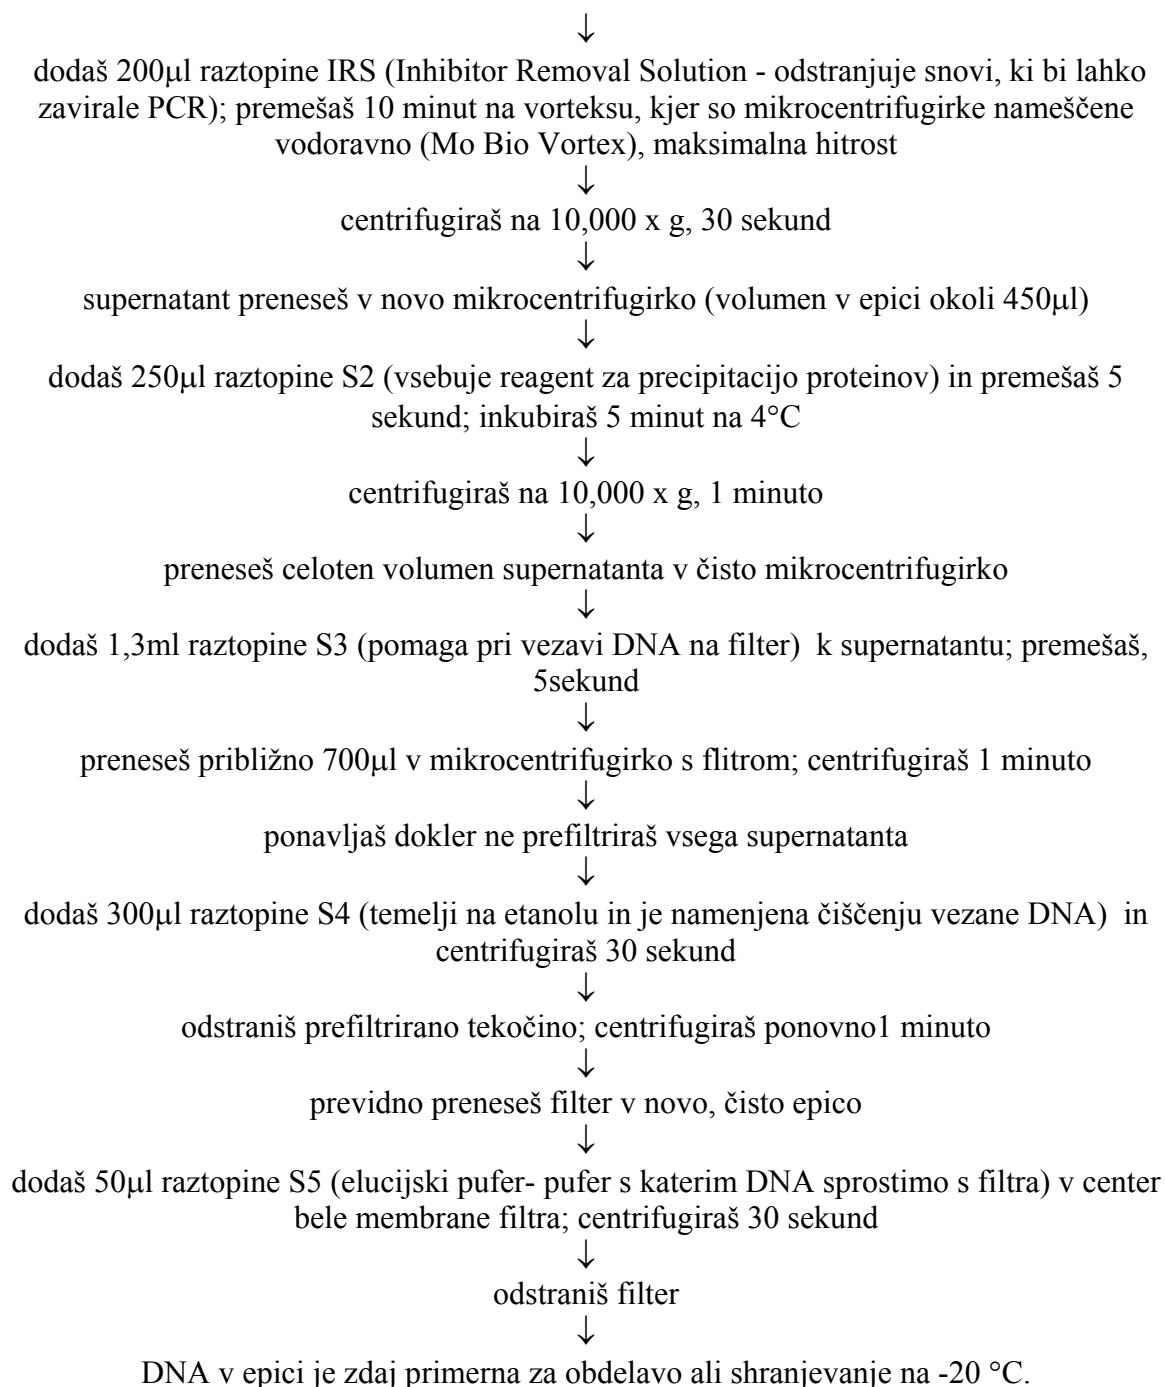 ↓
dodaš 200µl raztopine IRS (Inhibitor Removal Solution - odstranjuje snovi, ki bi lahko
zavirale PCR); premešaš 10 minut na vorteksu, kjer so mikrocentrifugirke nameščene
vodoravno (Mo Bio Vortex), maksimalna hitrost
↓
centrifugiraš na 10,000 x g, 30 sekund
↓
supernatant preneseš v novo mikrocentrifugirko (volumen v epici okoli 450µl)
↓
dodaš 250µl raztopine S2 (vsebuje reagent za precipitacijo proteinov) in premešaš 5
sekund; inkubiraš 5 minut na 4°C
↓
centrifugiraš na 10,000 x g, 1 minuto
↓
preneseš celoten volumen supernatanta v čisto mikrocentrifugirko
↓
dodaš 1,3ml raztopine S3 (pomaga pri vezavi DNA na filter)  k supernatantu; premešaš,
5sekund
↓
preneseš približno 700µl v mikrocentrifugirko s flitrom; centrifugiraš 1 minuto
↓
ponavljaš dokler ne prefiltriraš vsega supernatanta
↓
dodaš 300µl raztopine S4 (temelji na etanolu in je namenjena čiščenju vezane DNA)  in
centrifugiraš 30 sekund
↓
odstraniš prefiltrirano tekočino; centrifugiraš ponovno1 minuto
↓
previdno preneseš filter v novo, čisto epico
↓
dodaš 50µl raztopine S5 (elucijski pufer- pufer s katerim DNA sprostimo s filtra) v center
bele membrane filtra; centrifugiraš 30 sekund
↓
odstraniš filter
↓
DNA v epici je zdaj primerna za obdelavo ali shranjevanje na -20 °C.